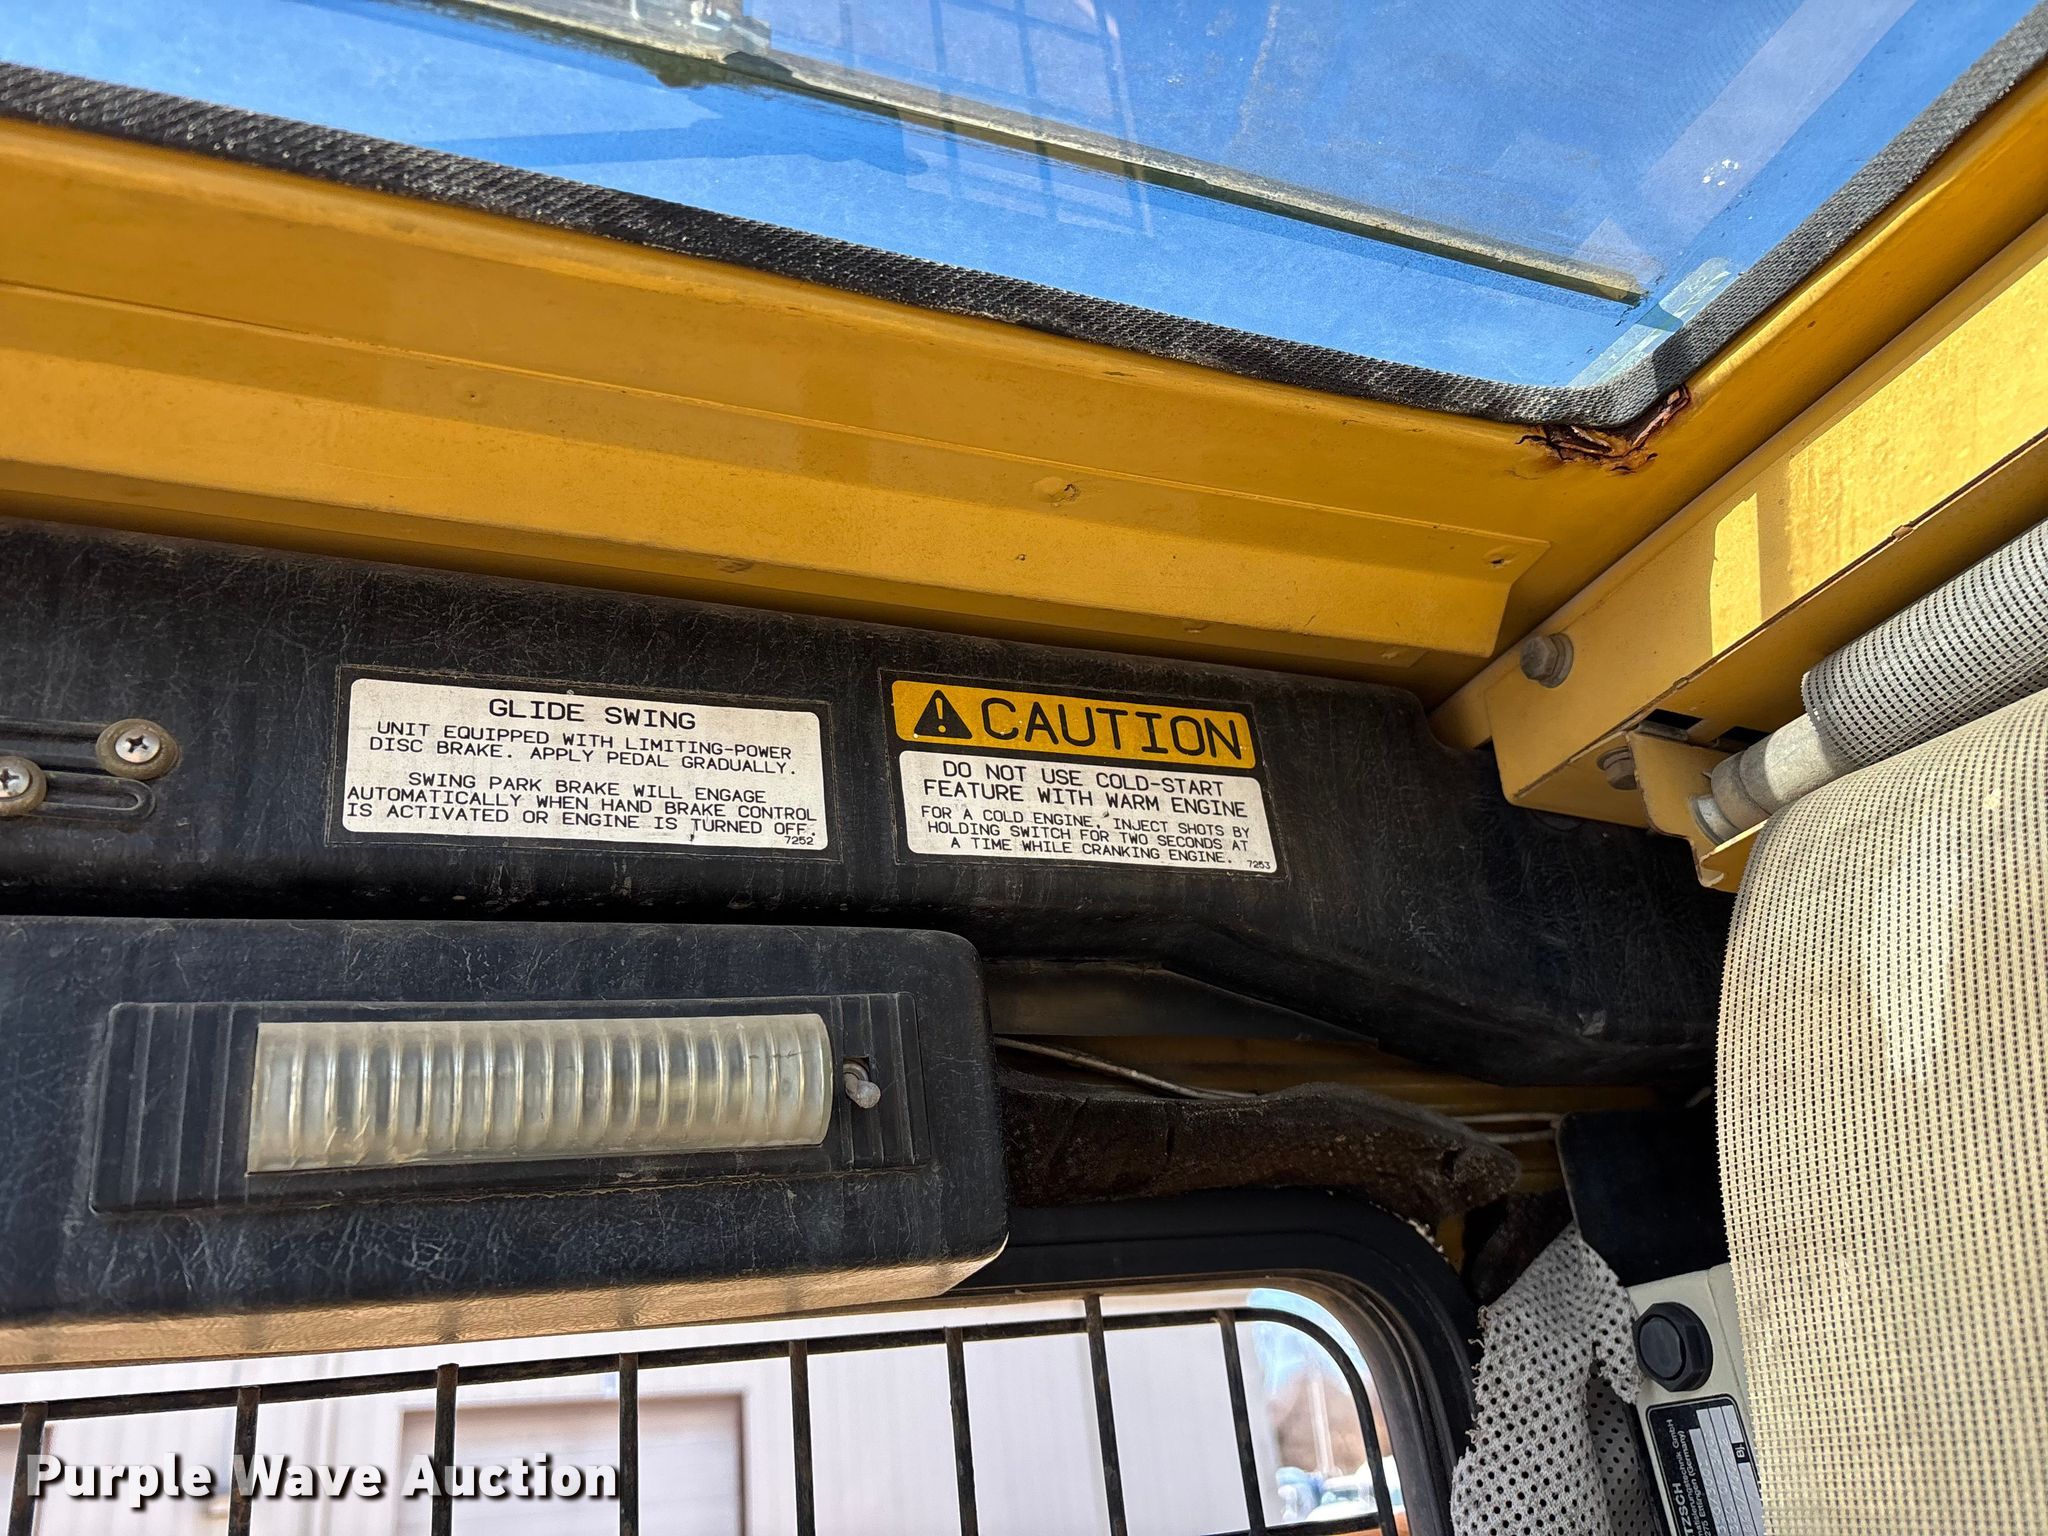 GLIDE SWING
UNIT EQUIPPED WITH LIMITING-POWER
DISC BRAKE. APPLY PEDAL GRADUALLY.
SWING PARK BRAKE WILL ENGAGE
AUTOMATICALLY WHEN HAND BRAKE CONTROL
IS ACTIVATED OR ENGINE IS TURNED OFF.
7252
CAUTION
DO NOT USE COLD-START
FEATURE WITH WARM ENGINE
FOR A COLD ENGINE, INJECT SHOTS BY
HOLDING SWITCH FOR TWO SECONDS AT
A TIME WHILE CRANKING ENGINE.
7253
Ettlingen (Germany)
Purple Wave Auction